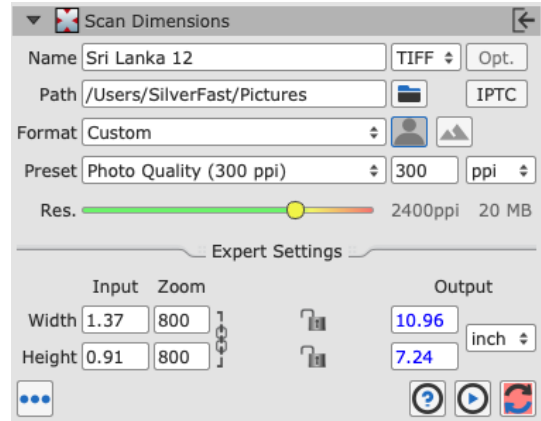 Scan Dimensions
Name Sri Lanka 12 TIFF Opt.
Path /Users/SilverFast/Pictures IPTC
Format Custom
Preset Photo Quality (300 ppi) 300 ppi
Res. 2400ppi 20 MB
Expert Settings
Input Zoom Output
Width 1.37 800 10.96
inch
Height 0.91 800 7.24